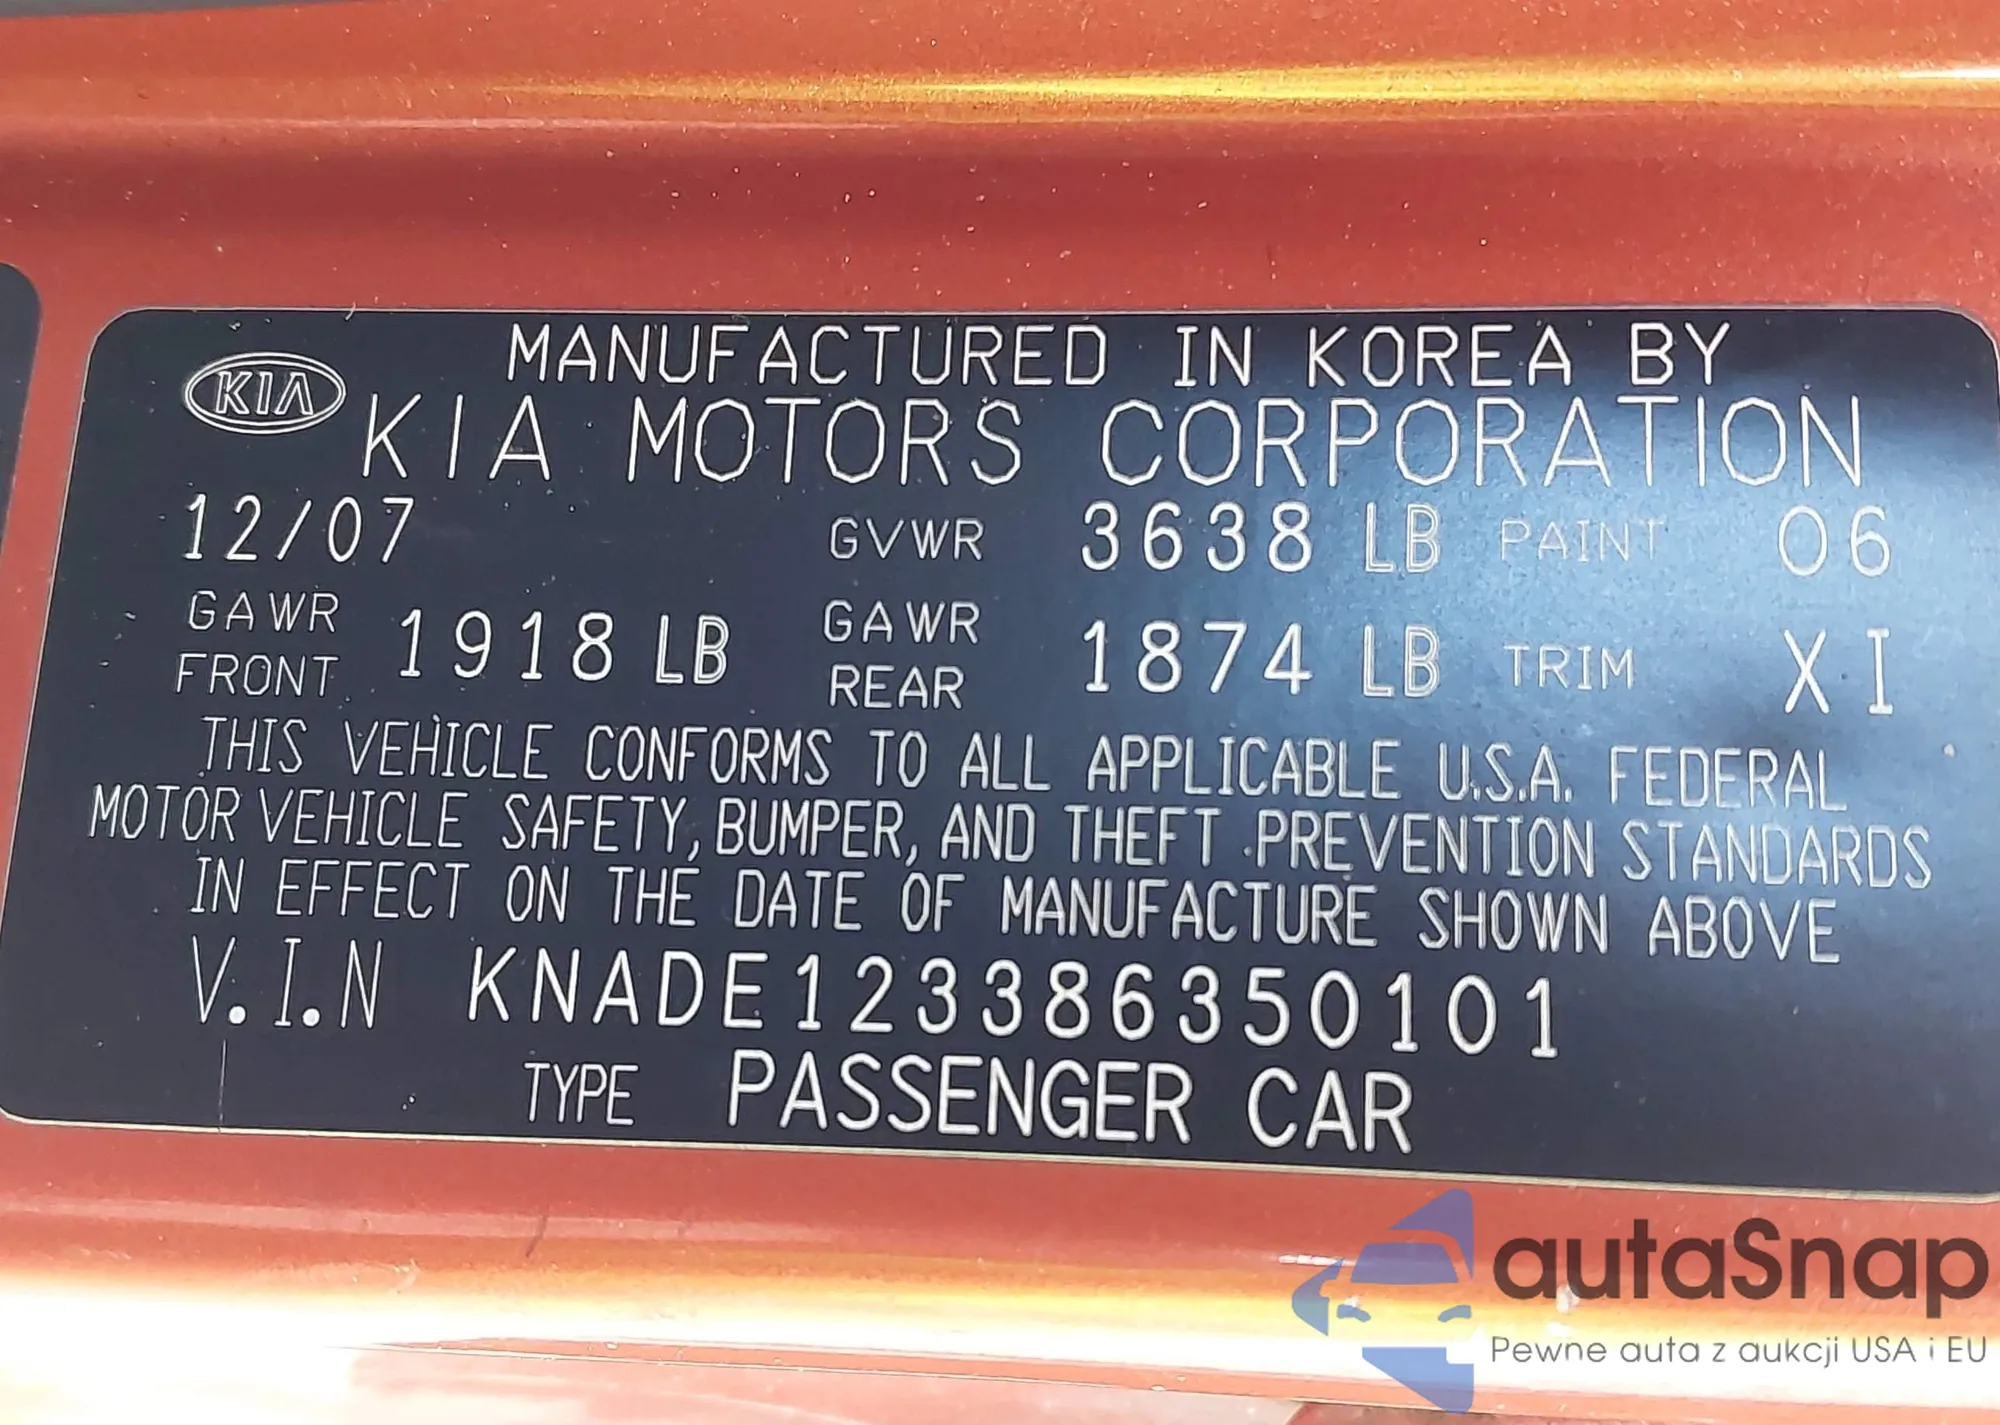 KIA
MANUFACTURED IN KOREA BY
KIA MOTORS CORPORATION
12/07 GVWR 3638 LB PAINT 06
GAWR FRONT 1918 LB GAWR REAR 1874 LB TRIM XI
THIS VEHICLE CONFORMS TO ALL APPLICABLE U.S.A. FEDERAL
MOTOR VEHICLE SAFETY, BUMPER, AND THEFT PREVENTION STANDARDS
IN EFFECT ON THE DATE OF MANUFACTURE SHOWN ABOVE
V.I.N KNADE123386350101
TYPE PASSENGER CAR
autaSnap
Pewne auta z aukcji USA i EU